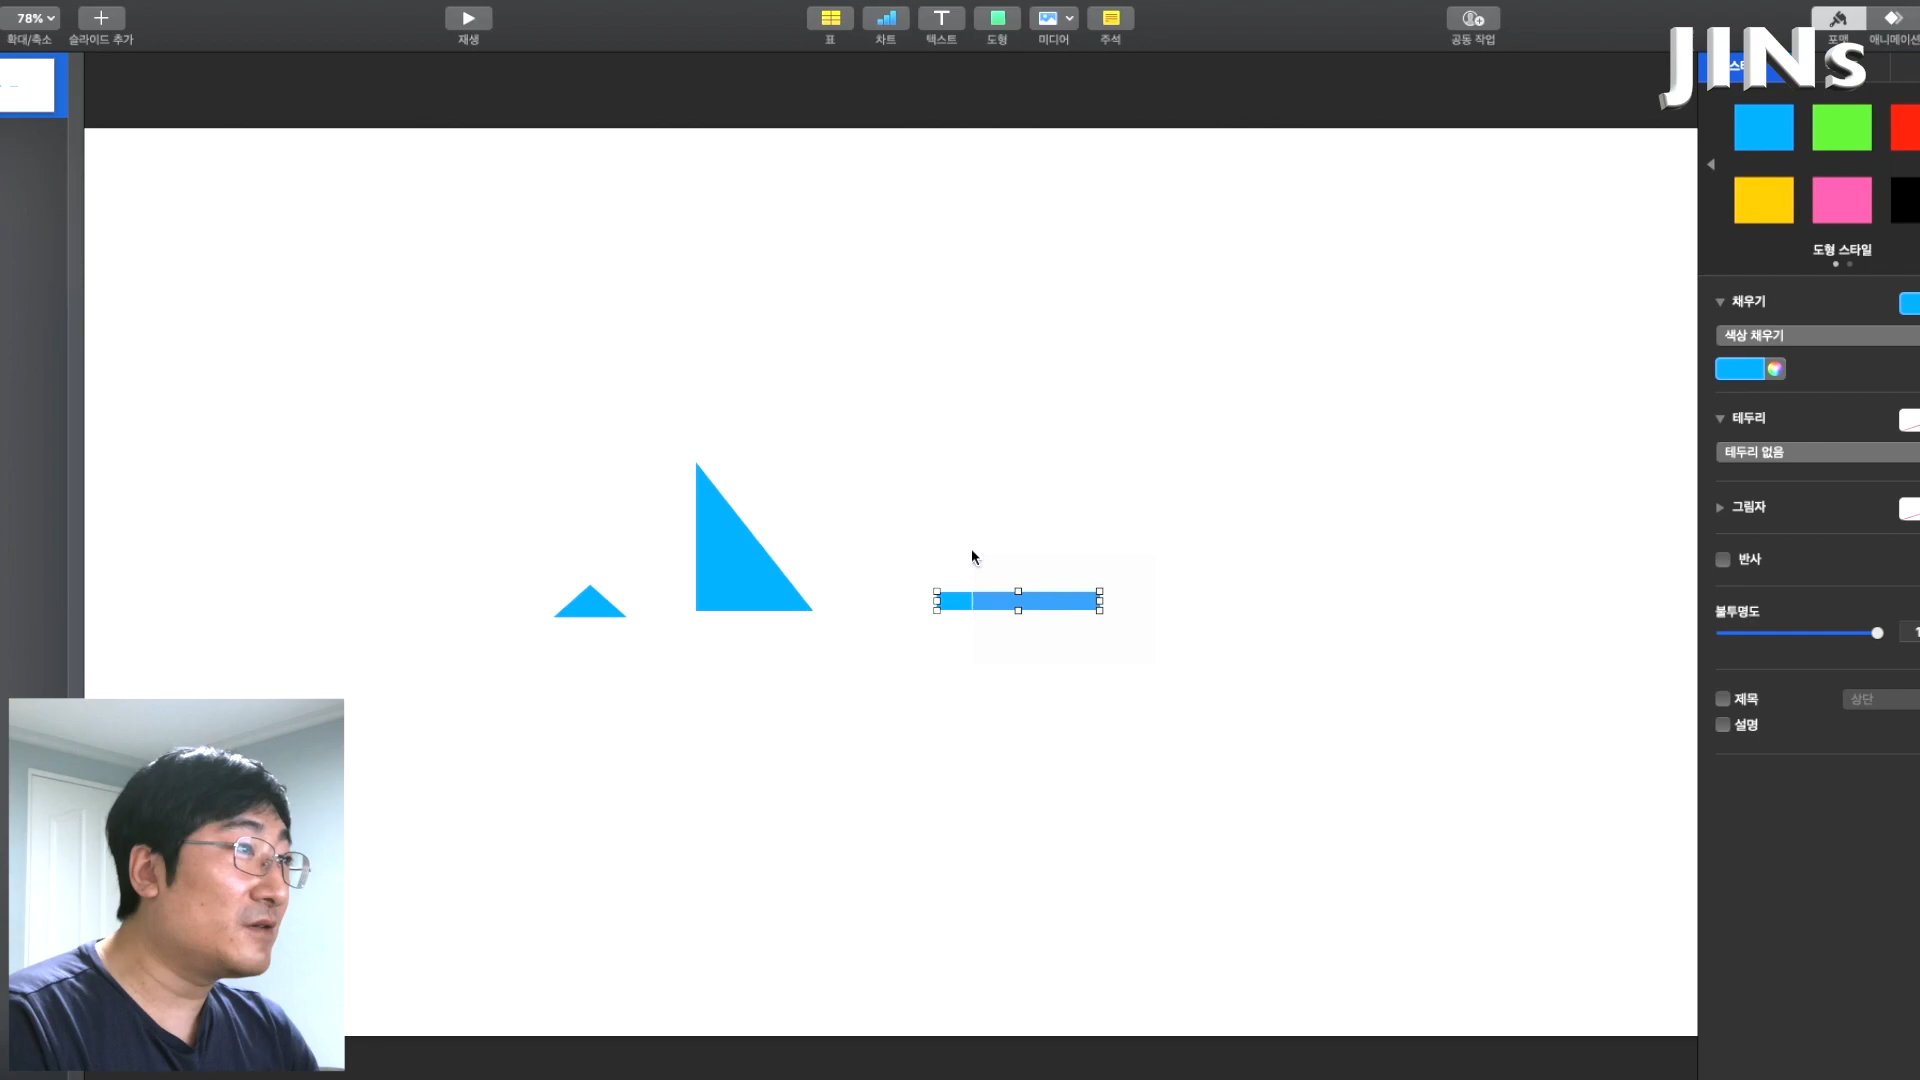 78%
확대/축소
슬라이드 추가
재생
표
차트
텍스트
도형
미디어
주석
공동 작업
포맷
애니메이션
JINs
도형 스타일
채우기
색상 채우기
테두리
테두리 없음
그림자
반사
불투명도
제목
상단
설명